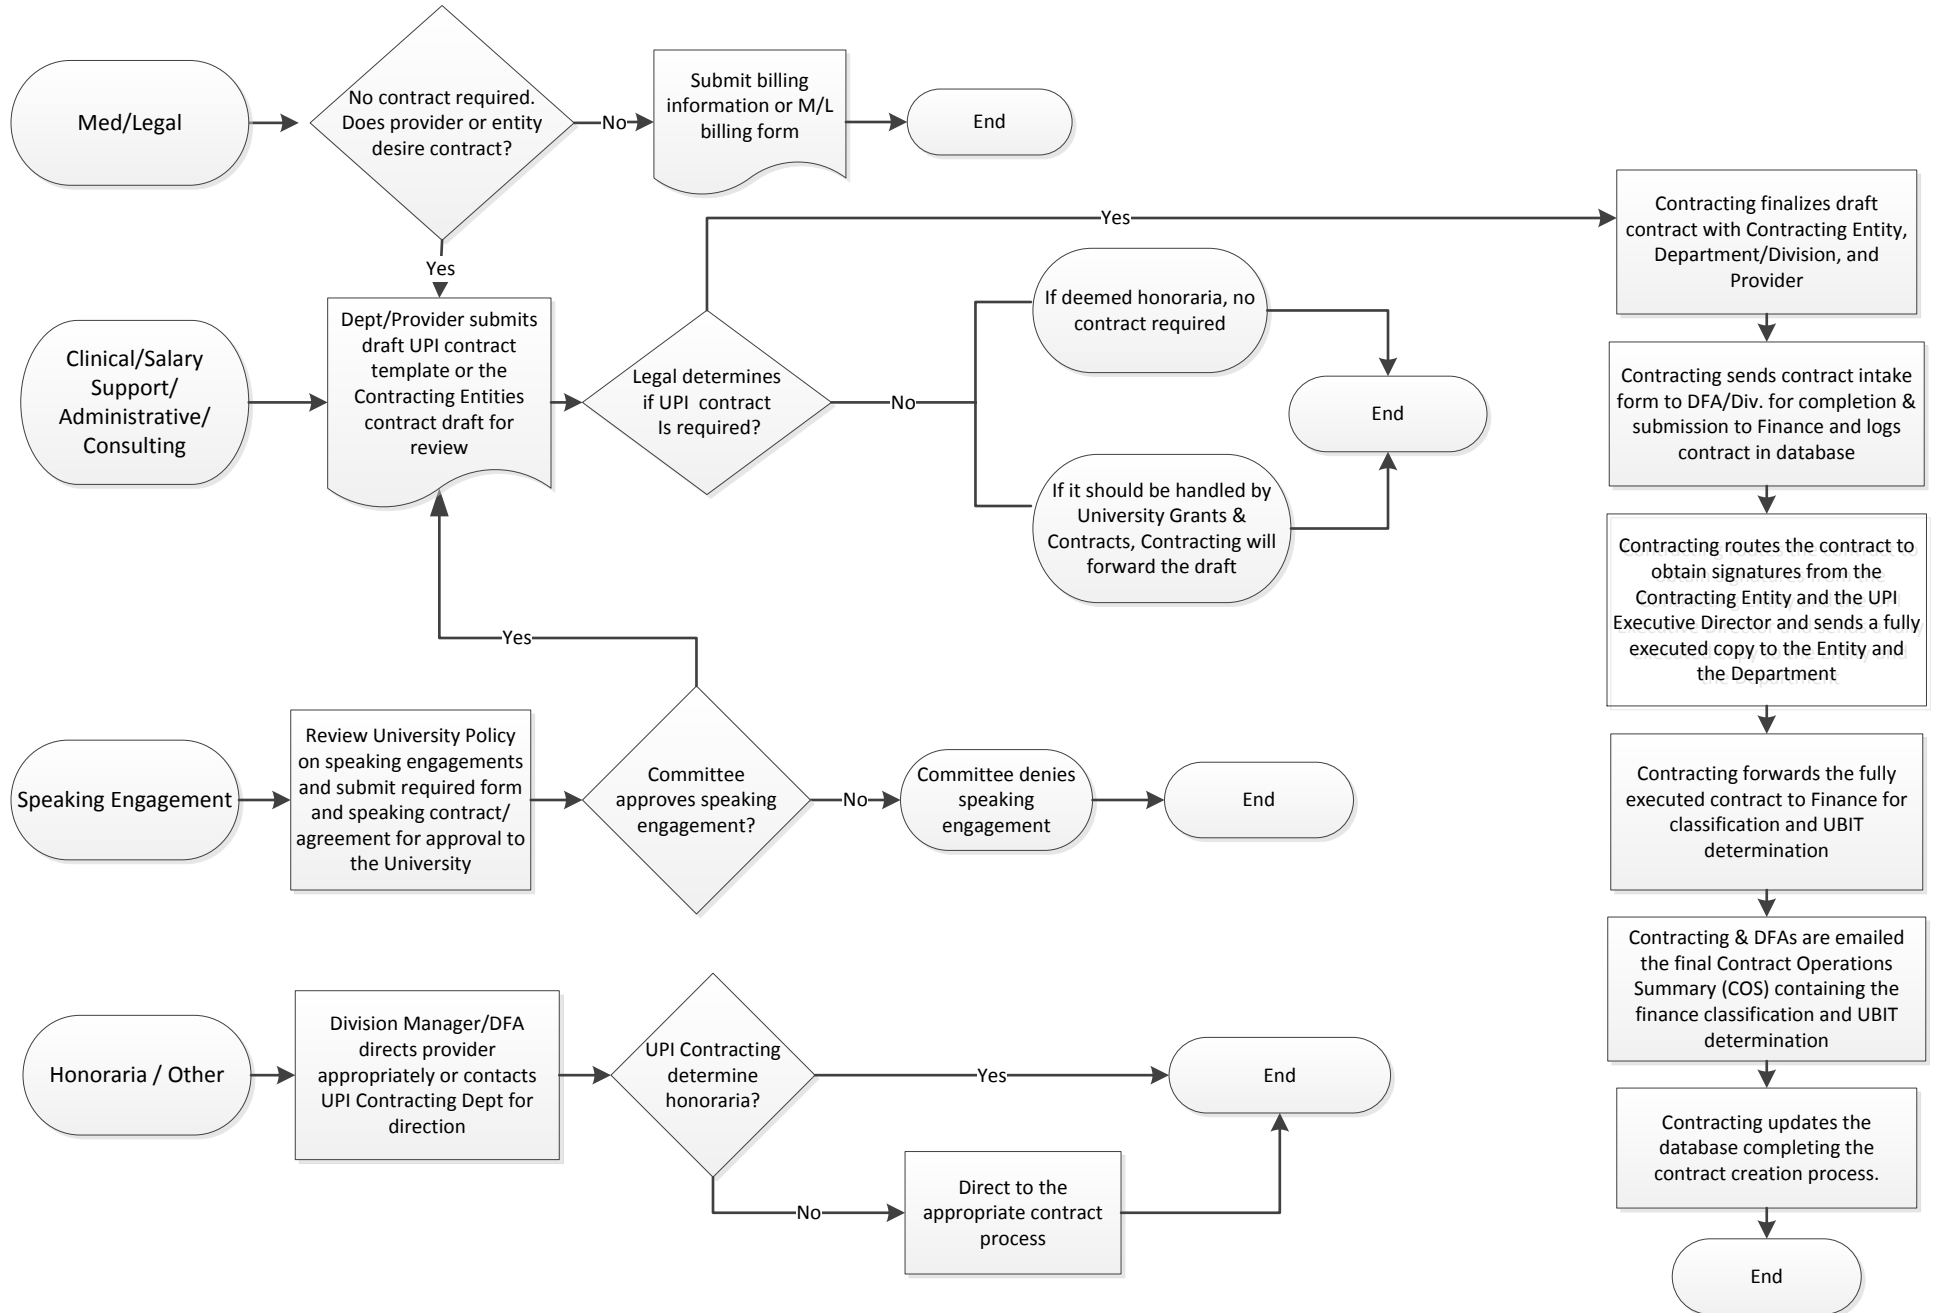 Med/Legal
No contract required.
Does provider or entity
desire contract?
No
Submit billing
information or M/L
billing form
End
Yes
Clinical/Salary
Support/
Administrative/
Consulting
Dept/Provider submits
draft UPI contract
template or the
Contracting Entities
contract draft for
review
Legal determines
if UPI contract
Is required?
Yes
No
If deemed honoraria, no
contract required
If it should be handled by
University Grants &
Contracts, Contracting will
forward the draft
End
Speaking Engagement
Review University Policy
on speaking engagements
and submit required form
and speaking contract/
agreement for approval to
the University
Committee
approves speaking
engagement?
Yes
No
Committee denies
speaking
engagement
End
Honoraria / Other
Division Manager/DFA
directs provider
appropriately or contacts
UPI Contracting Dept for
direction
UPI Contracting
determine
honoraria?
Yes
End
No
Direct to the
appropriate contract
process
Contracting finalizes draft
contract with Contracting Entity,
Department/Division, and
Provider
Contracting sends contract intake
form to DFA/Div. for completion &
submission to Finance and logs
contract in database
Contracting routes the contract to
obtain signatures from the
Contracting Entity and the UPI
Executive Director and sends a fully
executed copy to the Entity and
the Department
Contracting forwards the fully
executed contract to Finance for
classification and UBIT
determination
Contracting & DFAs are emailed
the final Contract Operations
Summary (COS) containing the
finance classification and UBIT
determination
Contracting updates the
database completing the
contract creation process.
End